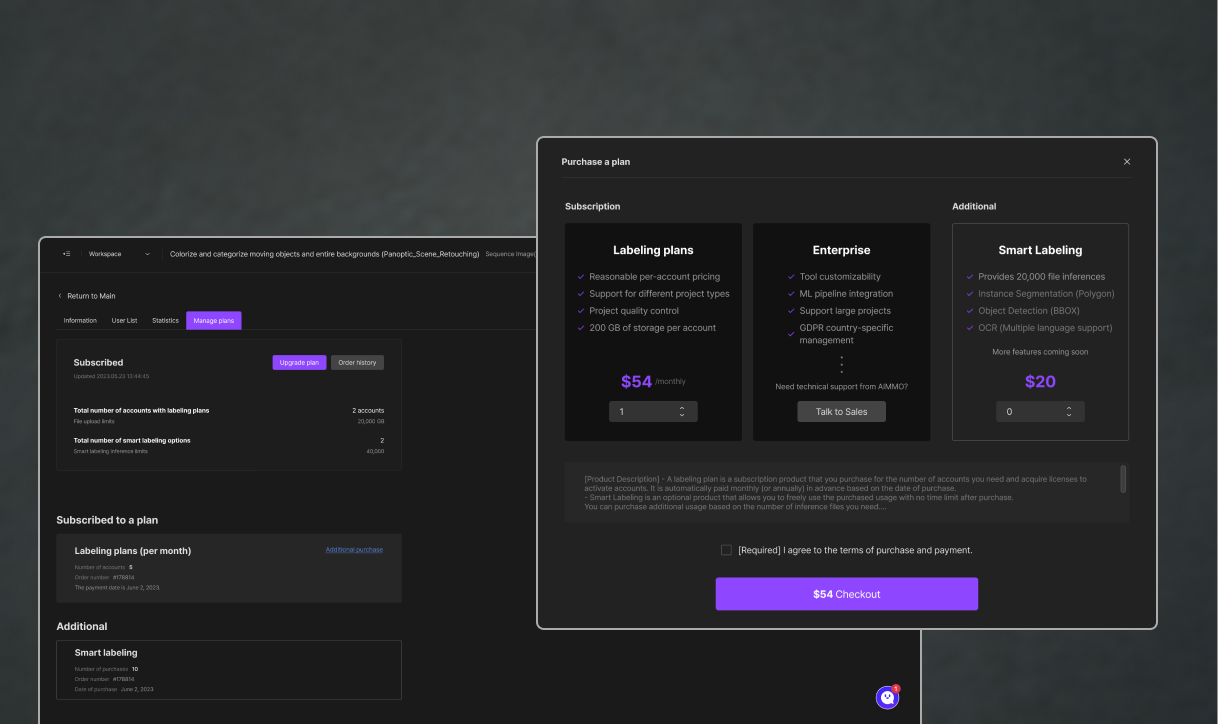 Workspace
Colorize and categorize moving objects and entire backgrounds (Panoptic_Scene_Retouching) Sequence Image(
Return to Main
Information User List Statistics Manage plans
Subscribed
Upgrade plan
Order history
Updated 2023.05.23 13:44:45
Total number of accounts with labeling plans 2 accounts
File upload limits 20,000 GB
Total number of smart labeling options 2
Smart labeling inference limits 40,000
Subscribed to a plan
Labeling plans (per month) Additional purchase
Number of accounts 5
Order number #178814
The payment date is June 2, 2023
Additional
Smart labeling
Number of purchases 10
Order number #178814
Date of purchase June 2, 2023
1
Purchase a plan
Subscription
Labeling plans
Reasonable per-account pricing
Support for different project types
Project quality control
200 GB of storage per account
$54 /monthly
1
Enterprise
Tool customizability
ML pipeline integration
Support large projects
GDPR country-specific
management
Need technical support from AIMMO?
Talk to Sales
Additional
Smart Labeling
Provides 20,000 file inferences
Instance Segmentation (Polygon)
Object Detection (BBOX)
OCR (Multiple language support)
More features coming soon
$20
0
[Product Description] - A labeling plan is a subscription product that you purchase for the number of accounts you need and acquire licenses to
activate accounts. It is automatically paid monthly (or annually) in advance based on the date of purchase.
- Smart Labeling is an optional product that allows you to freely use the purchased usage with no time limit after purchase.
You can purchase additional usage based on the number of inference files you need....
[Required] I agree to the terms of purchase and payment.
$54 Checkout